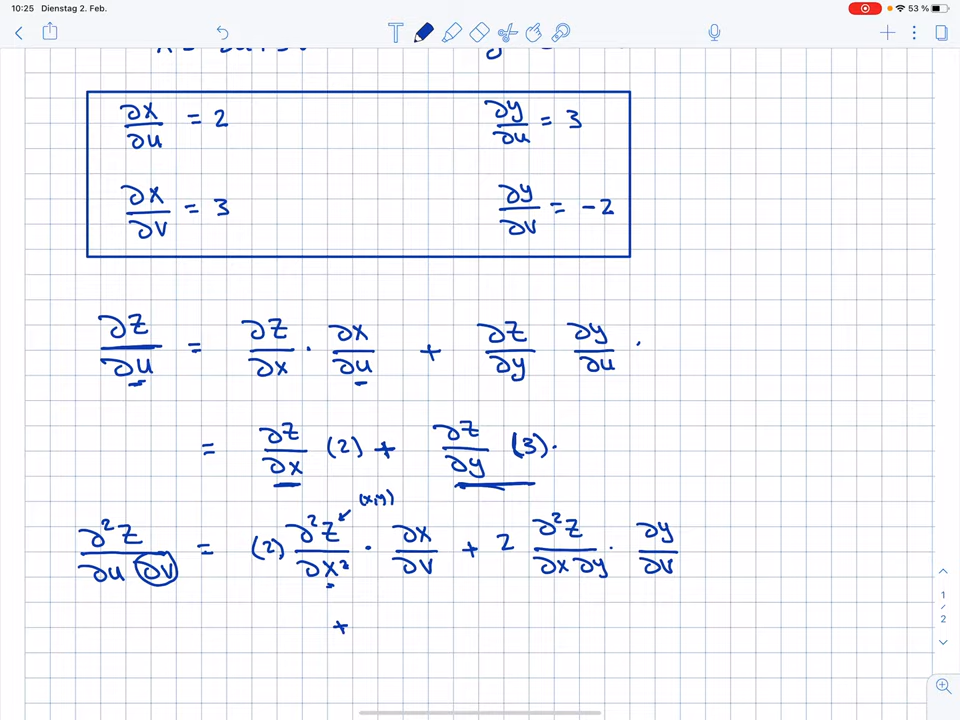 10:25 Dienstag 2. Feb. 53 %
∂x/∂u = 2 ∂y/∂u = 3
∂x/∂v = 3 ∂y/∂v = -2
∂z/∂u = ∂z/∂x · ∂x/∂u + ∂z/∂y ∂y/∂u ·
= ∂z/∂x (2) + ∂z/∂y (3) ·
(x,y)
∂²z/∂u ∂v = (2) ∂²z/∂x² · ∂x/∂v + 2 ∂²z/∂x ∂y · ∂y/∂v
+
1
/
2